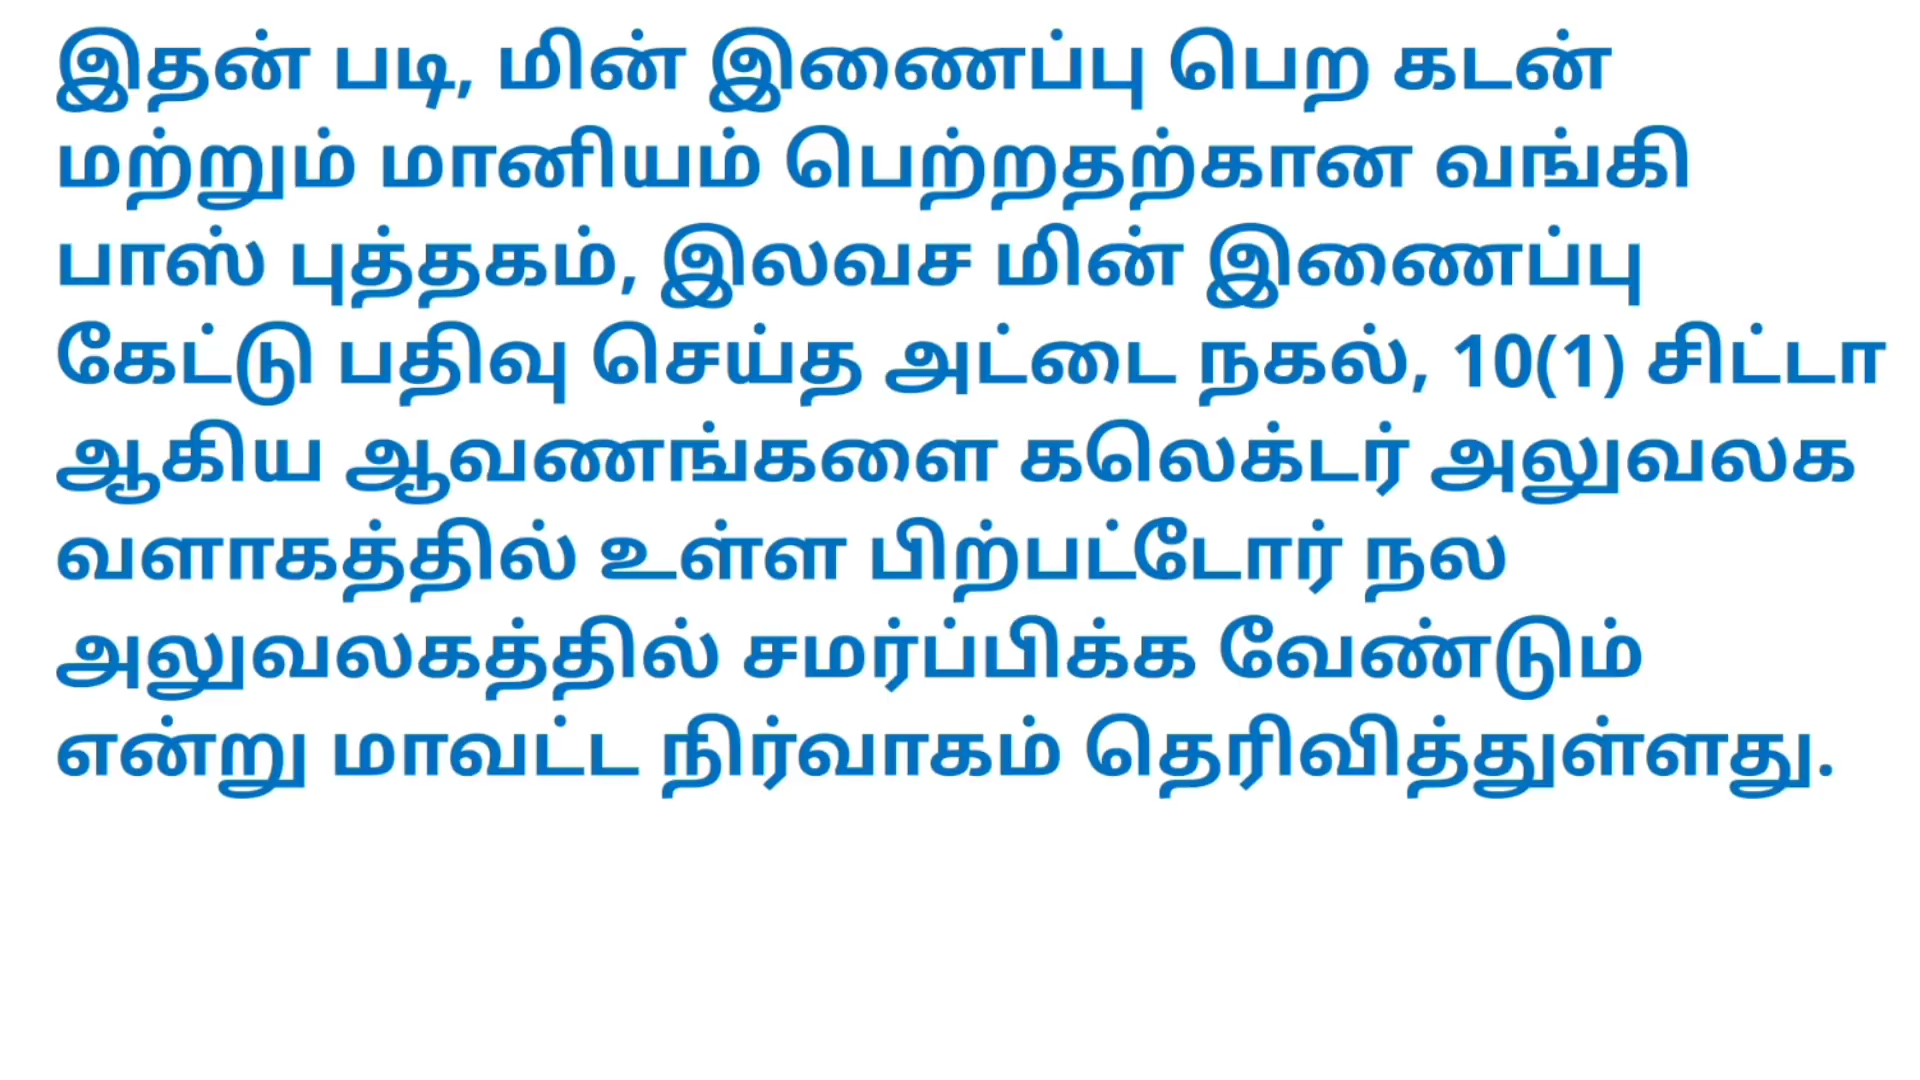 இதன் படி, மின் இணைப்பு பெற கடன்
மற்றும் மானியம் பெற்றதற்கான வங்கி
பாஸ் புத்தகம், இலவச மின் இணைப்பு
கேட்டு பதிவு செய்த அட்டை நகல், 10(1) சிட்டா
ஆகிய ஆவணங்களை கலெக்டர் அலுவலக
வளாகத்தில் உள்ள பிற்பட்டோர் நல
அலுவலகத்தில் சமர்ப்பிக்க வேண்டும்
என்று மாவட்ட நிர்வாகம் தெரிவித்துள்ளது.